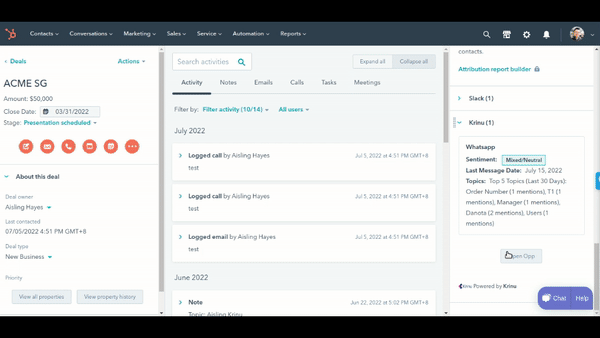 Contacts Conversations Marketing Sales Service Automation Reports
Deals
Actions
ACME SG
Amount: $50,000
Close Date: 03/31/2022
Stage: Presentation scheduled
About this deal
Deal owner
Aisling Hayes
Last contacted
07/05/2022 4:51 PM GMT+8
Deal type
New Business
Priority
View all properties
View property history
Search activities
Expand all
Collapse all
Activity Notes Emails Calls Tasks Meetings
Filter by: Filter activity (10/14) All users
July 2022
Logged call by Aisling Hayes Jul 5, 2022 at 4:51 PM GMT+8
test
Logged call by Aisling Hayes Jul 5, 2022 at 4:51 PM GMT+8
test
Logged email by Aisling Hayes Jul 5, 2022 at 4:51 PM GMT+8
test
June 2022
Note Jun 22, 2022 at 5:02 PM GMT+8
Topic: Aisling Krinu
contacts.
Attribution report builder
Slack (1)
Krinu (1)
Whatsapp
Sentiment: Mixed/Neutral
Last Message Date: July 15, 2022
Topics: Top 5 Topics (Last 30 Days):
Order Number (1 mentions), T1 (1
mentions), Manager (1 mentions),
Danota (2 mentions), Users (1
mentions)
Opp
Powered by Krinu
Chat
Help